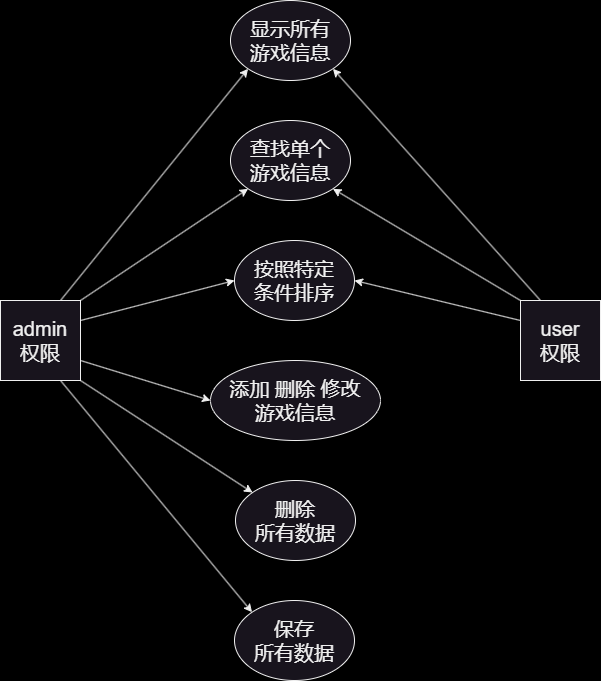 显示所有
游戏信息
查找单个
游戏信息
按照特定
条件排序
admin
权限
user
权限
添加 删除 修改
游戏信息
删除
所有数据
保存
所有数据